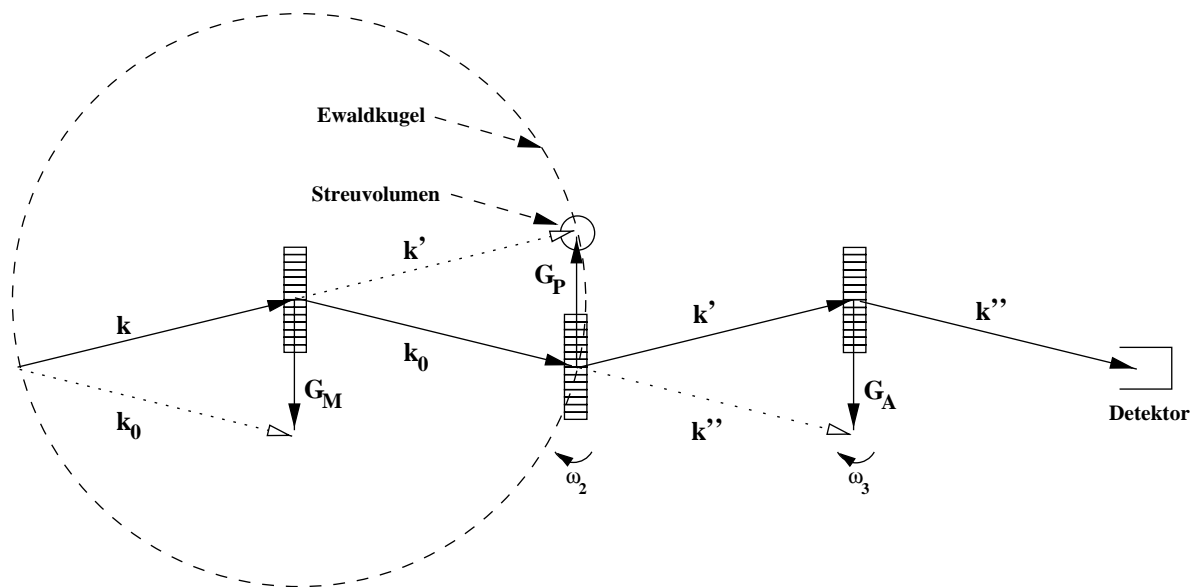 Ewaldkugel
Streuvolumen
k'
G_P
k
k_0
G_M
k_0
k'
k''
G_A
k''
Detektor
ω_2
ω_3